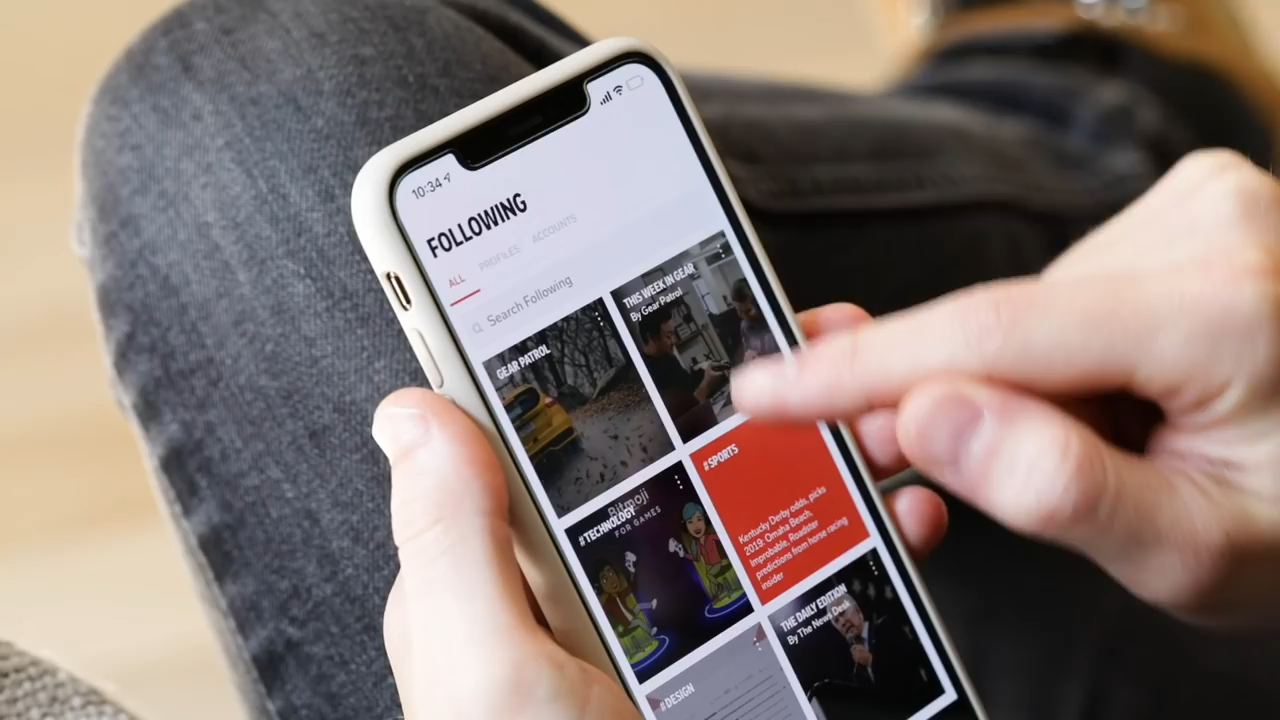 10:34
FOLLOWING
ALL PROFILES ACCOUNTS
Search Following
GEAR PATROL
THIS WEEK IN GEAR
By Gear Patrol
#TECHNOLOGY
Bitmoji
FOR GAMES
#SPORTS
Kentucky Derby odds, picks
2019: Omaha Beach,
Improbable, Roadster
predictions from horse racing
insider
#DESIGN
THE DAILY EDITION
By The News Desk